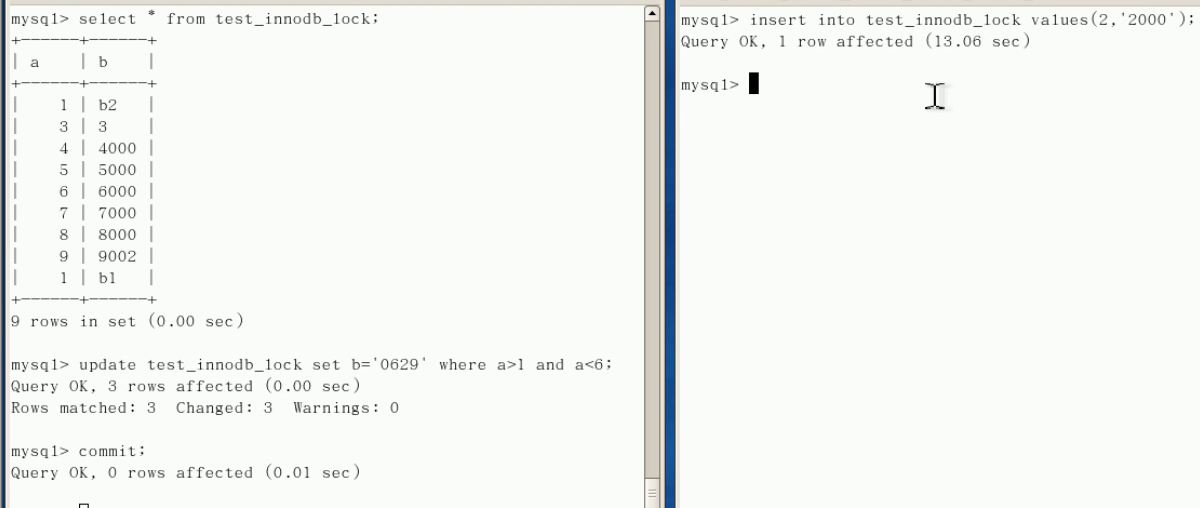 mysql> select * from test_innodb_lock;
+------+------+
| a    | b    |
+------+------+
|    1 | b2   |
|    3 | 3    |
|    4 | 4000 |
|    5 | 5000 |
|    6 | 6000 |
|    7 | 7000 |
|    8 | 8000 |
|    9 | 9002 |
|    1 | b1   |
+------+------+
9 rows in set (0.00 sec)
mysql> update test_innodb_lock set b='0629' where a>1 and a<6;
Query OK, 3 rows affected (0.00 sec)
Rows matched: 3  Changed: 3  Warnings: 0
mysql> commit;
Query OK, 0 rows affected (0.01 sec)
mysql> insert into test_innodb_lock values(2,'2000');
Query OK, 1 row affected (13.06 sec)
mysql>